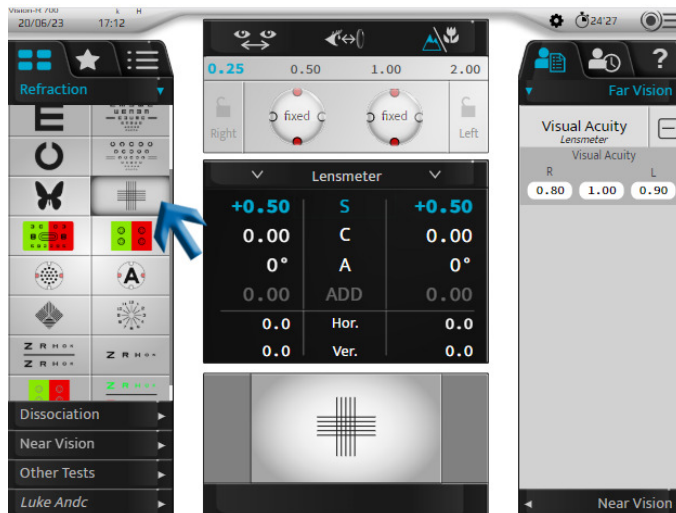 Vision-R 700
20/06/23 17:12
24'27
Refraction
Far Vision
0.25 0.50 1.00 2.00
fixed fixed
Right Left
Visual Acuity
Lensmeter
Visual Acuity
R L
0.80 1.00 0.90
Lensmeter
+0.50 S +0.50
0.00 C 0.00
0° A 0°
0.00 ADD 0.00
0.0 Hor. 0.0
0.0 Ver. 0.0
E
A
Z R H O K
Z R H O K
Z R H O K
Z R H O K
Dissociation
Near Vision
Other Tests
Luke Andc
Near Vision
?